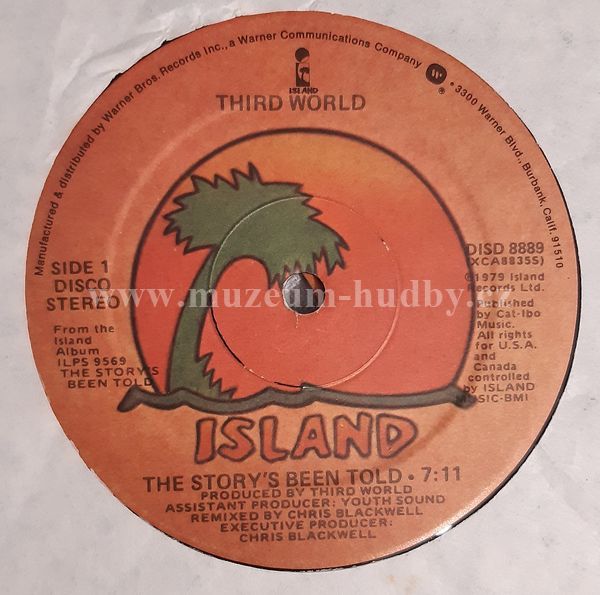 Manufactured & distributed by Warner Bros. Records Inc., a Warner Communications Company
• 3300 Warner Blvd., Burbank, Calif. 91510
ISLAND
THIRD WORLD
SIDE 1
DISCO
STEREO
From the
Island
Album
ILPS 9569
THE STORY'S
BEEN TOLD
DISD 8889
(XCA8835S)
℗1979 Island
Records Ltd.
Published
by Cat-Ibo
Music.
All rights
for U.S.A.
and
Canada
controlled
by ISLAND
MUSIC-BMI
www.muzeum-hudby.
ISLAND
THE STORY'S BEEN TOLD • 7:11
PRODUCED BY THIRD WORLD
ASSISTANT PRODUCER: YOUTH SOUND
REMIXED BY CHRIS BLACKWELL
EXECUTIVE PRODUCER:
CHRIS BLACKWELL